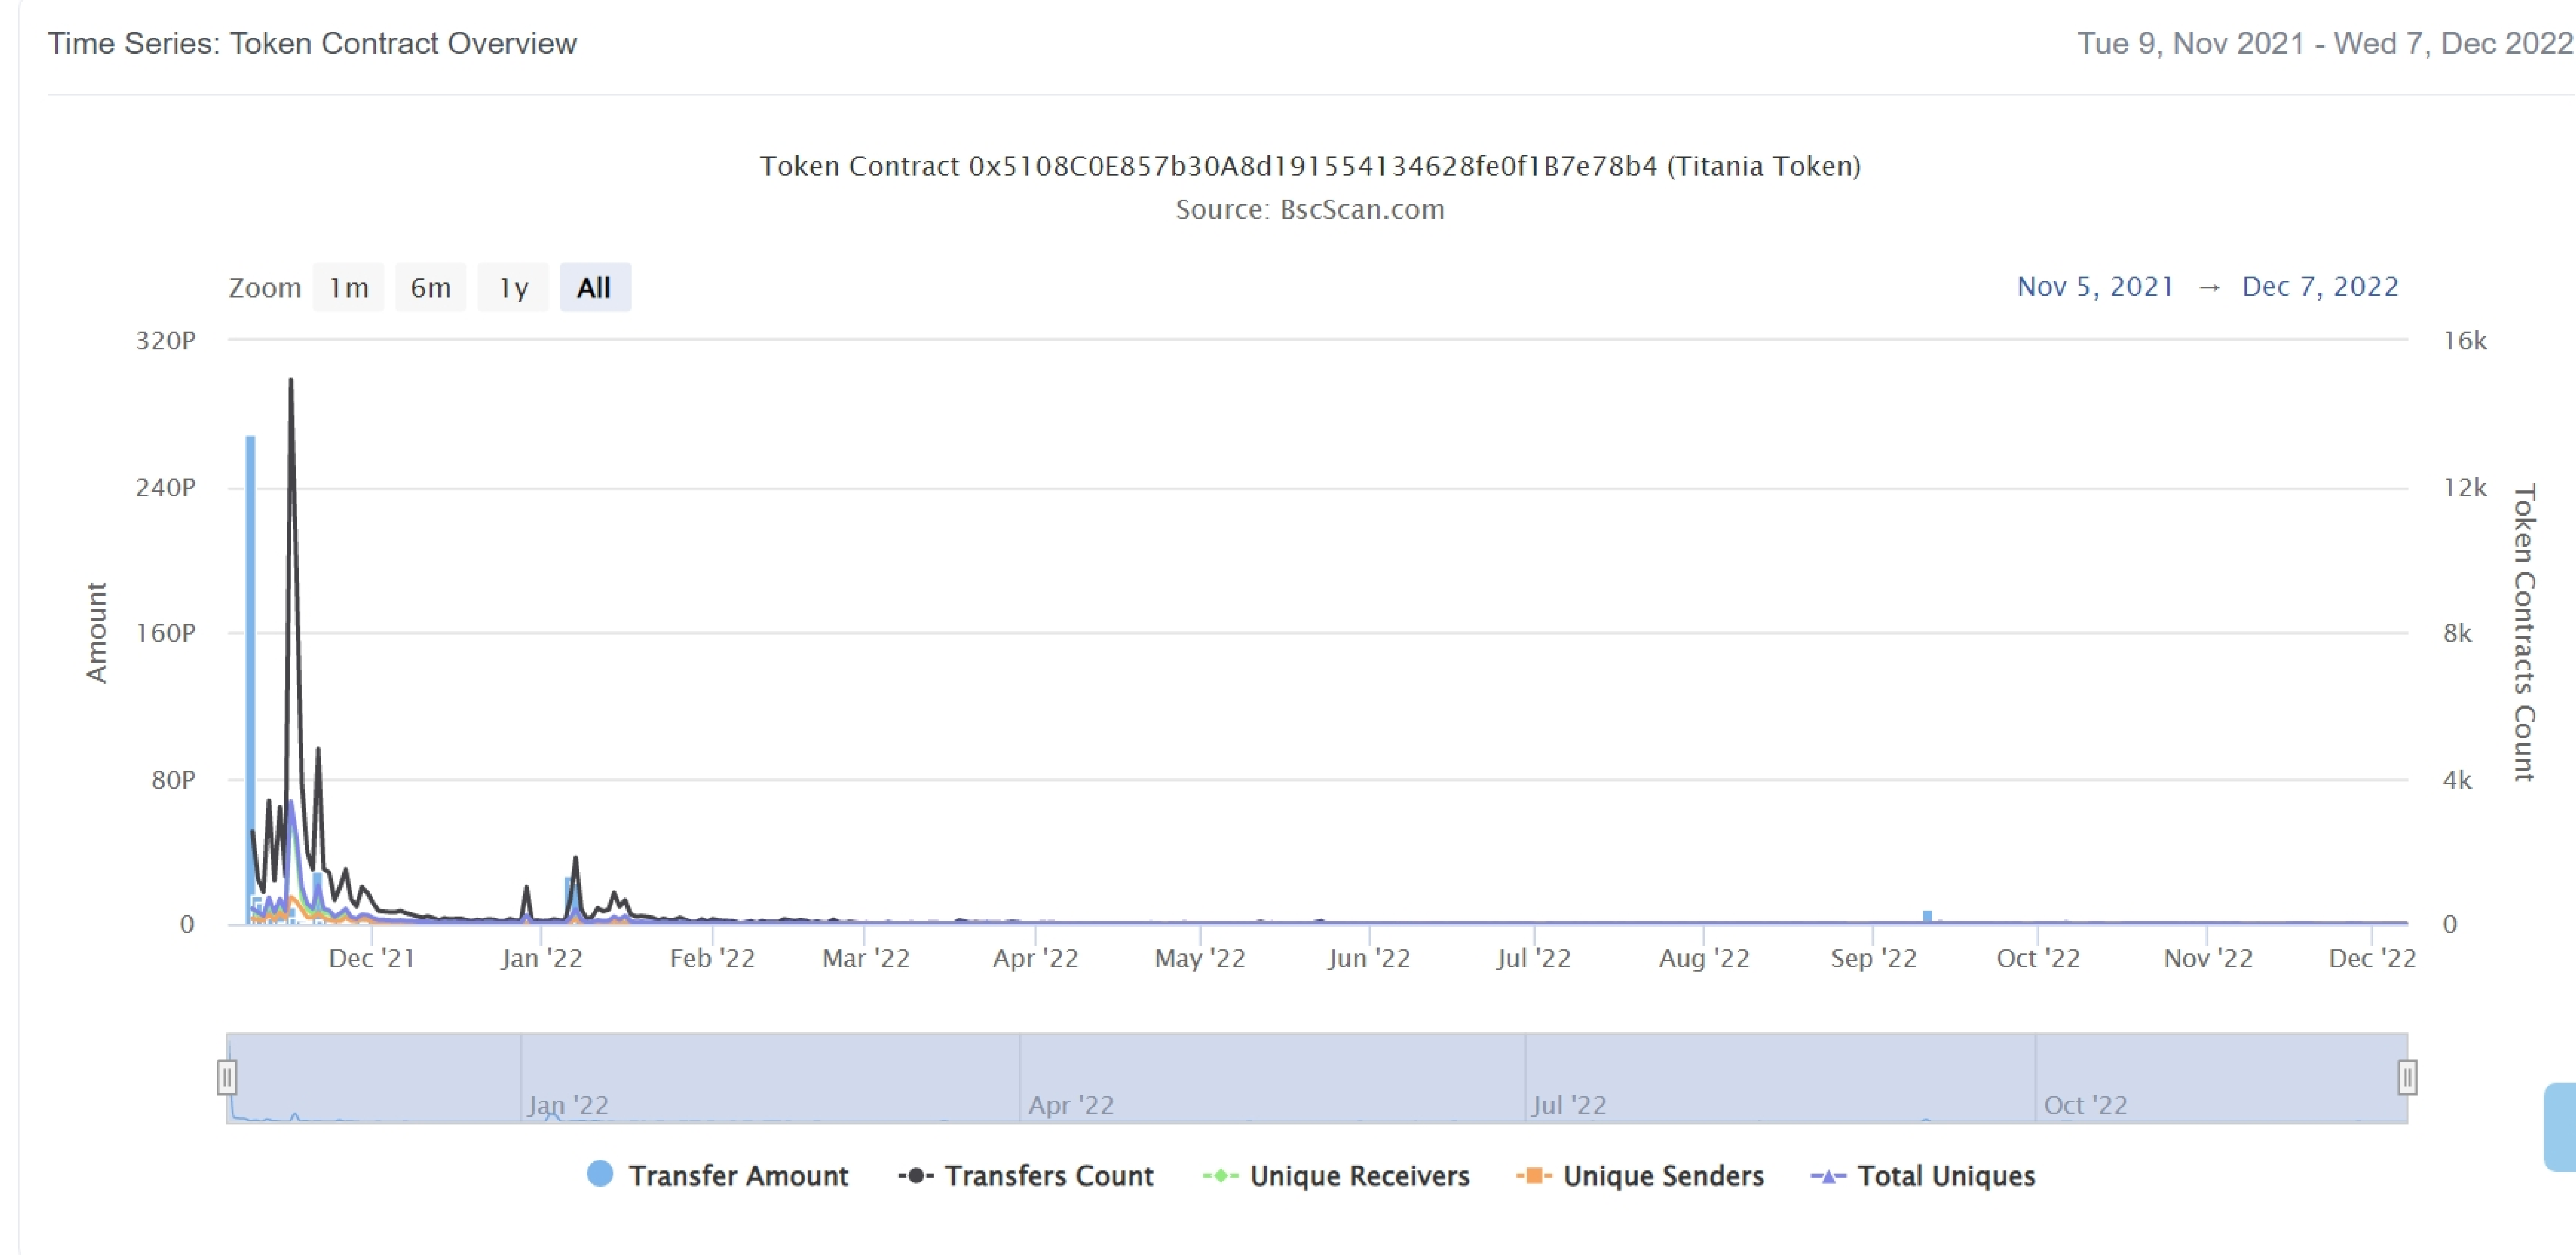 Time Series: Token Contract Overview
Tue 9, Nov 2021 - Wed 7, Dec 2022
Token Contract 0x5108C0E857b30A8d191554134628fe0f1B7e78b4 (Titania Token)
Source: BscScan.com
Zoom 1m 6m 1y All
Nov 5, 2021 → Dec 7, 2022
320P 16k
240P 12k
160P 8k
80P 4k
0 0
Amount
Token Contracts Count
Dec '21 Jan '22 Feb '22 Mar '22 Apr '22 May '22 Jun '22 Jul '22 Aug '22 Sep '22 Oct '22 Nov '22 Dec '22
Jan '22 Apr '22 Jul '22 Oct '22
Transfer Amount Transfers Count Unique Receivers Unique Senders Total Uniques